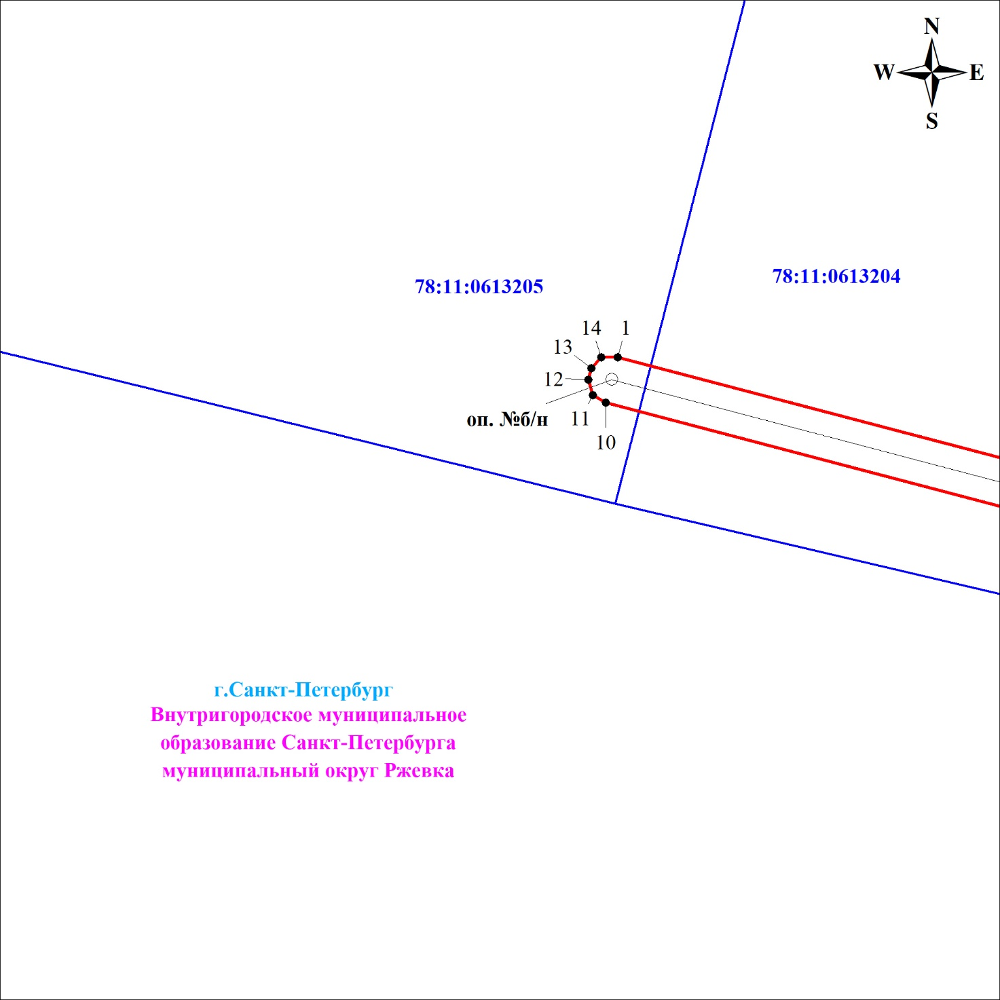 N
W E
S
78:11:0613204
78:11:0613205
14 1
13
12
оп. №б/н 11
10
г.Санкт-Петербург
Внутригородское муниципальное
образование Санкт-Петербурга
муниципальный округ Ржевка